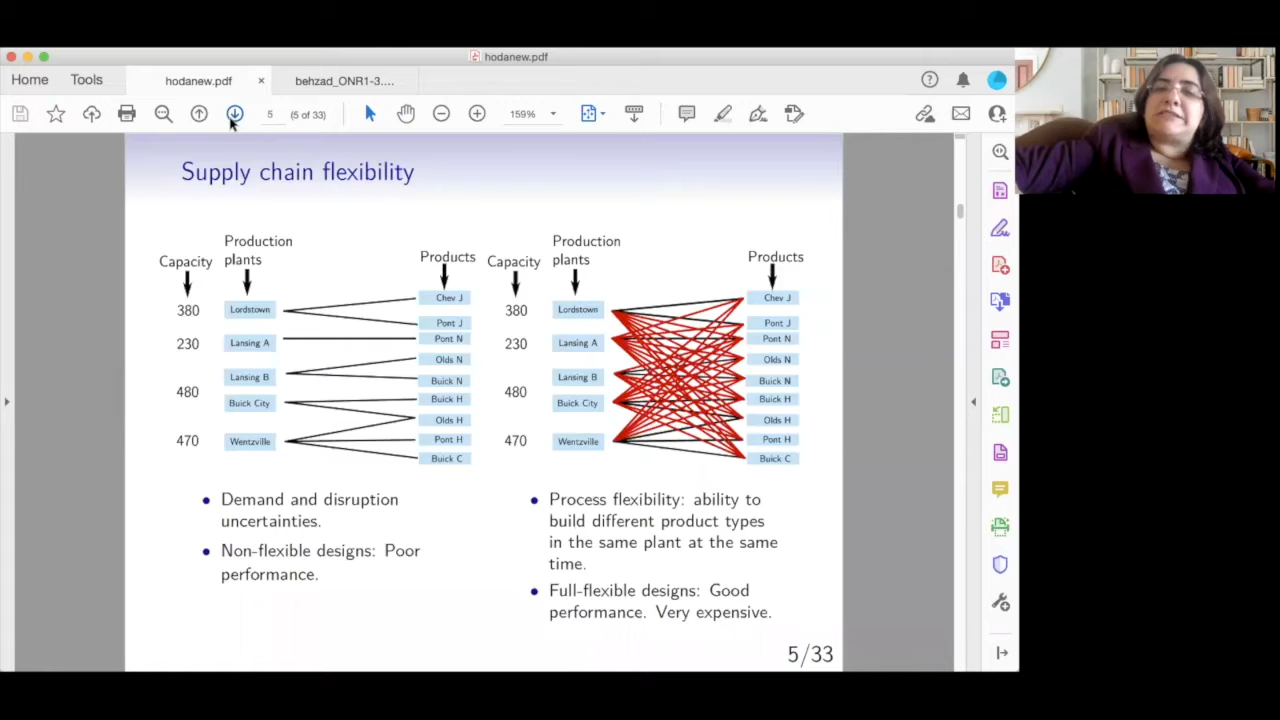 hodanew.pdf
Home
Tools
hodanew.pdf
×
behzad_ONR1-3....
5
(5 of 33)
159%
Supply chain flexibility
Capacity
Production
plants
Products
380
Lordstown
230
Lansing A
480
Lansing B
Buick City
470
Wentzville
Chev J
Pont J
Pont N
Olds N
Buick N
Buick H
Olds H
Pont H
Buick C
Capacity
Production
plants
Products
380
Lordstown
230
Lansing A
480
Lansing B
Buick City
470
Wentzville
Chev J
Pont J
Pont N
Olds N
Buick N
Buick H
Olds H
Pont H
Buick C
• Demand and disruption
uncertainties.
• Non-flexible designs: Poor
performance.
• Process flexibility: ability to
build different product types
in the same plant at the same
time.
• Full-flexible designs: Good
performance. Very expensive.
5/33